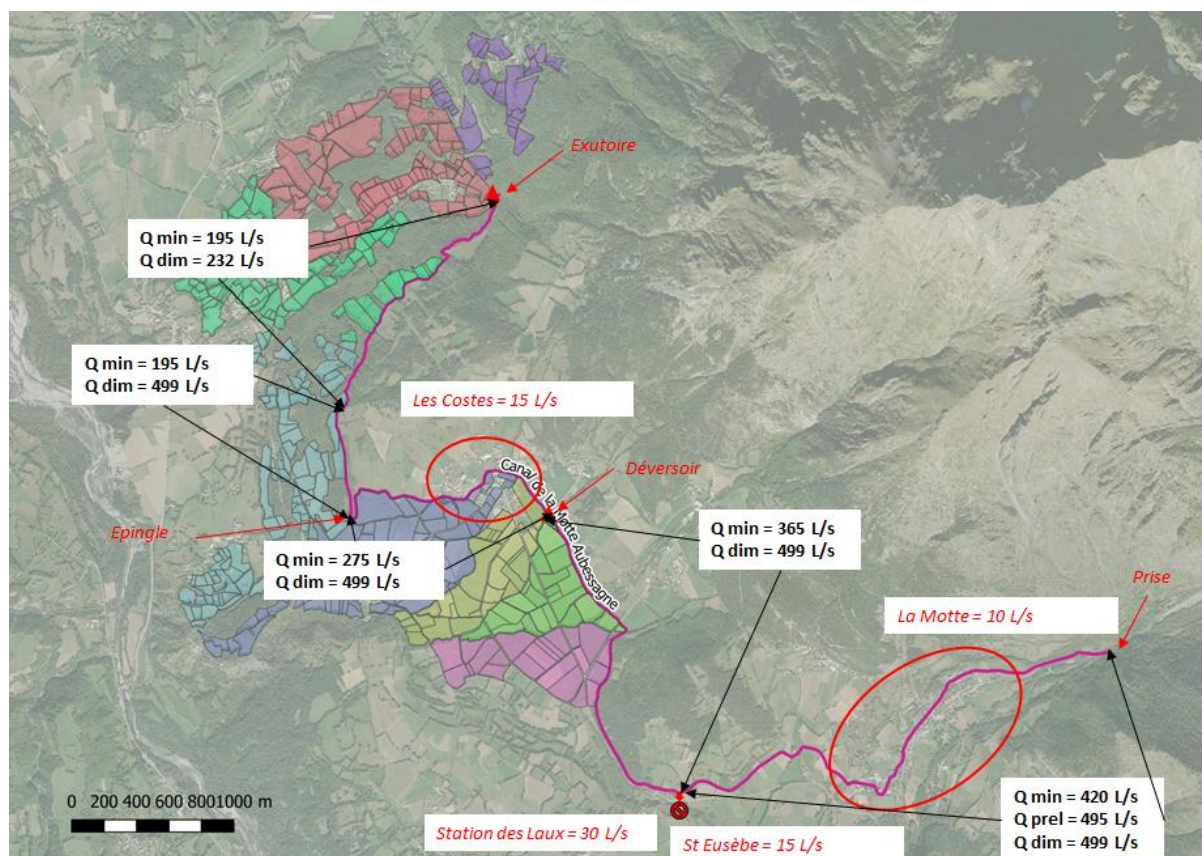 Exutoire
Q min = 195 L/s
Q dim = 232 L/s
Q min = 195 L/s
Q dim = 499 L/s
Les Costes = 15 L/s
Canal de la Motte Aubessagne
Déversoir
Epingle
Q min = 275 L/s
Q dim = 499 L/s
Q min = 365 L/s
Q dim = 499 L/s
Prise
La Motte = 10 L/s
0 200 400 600 800 1000 m
Q min = 420 L/s
Q prel = 495 L/s
Q dim = 499 L/s
Station des Laux = 30 L/s
St Eusèbe = 15 L/s